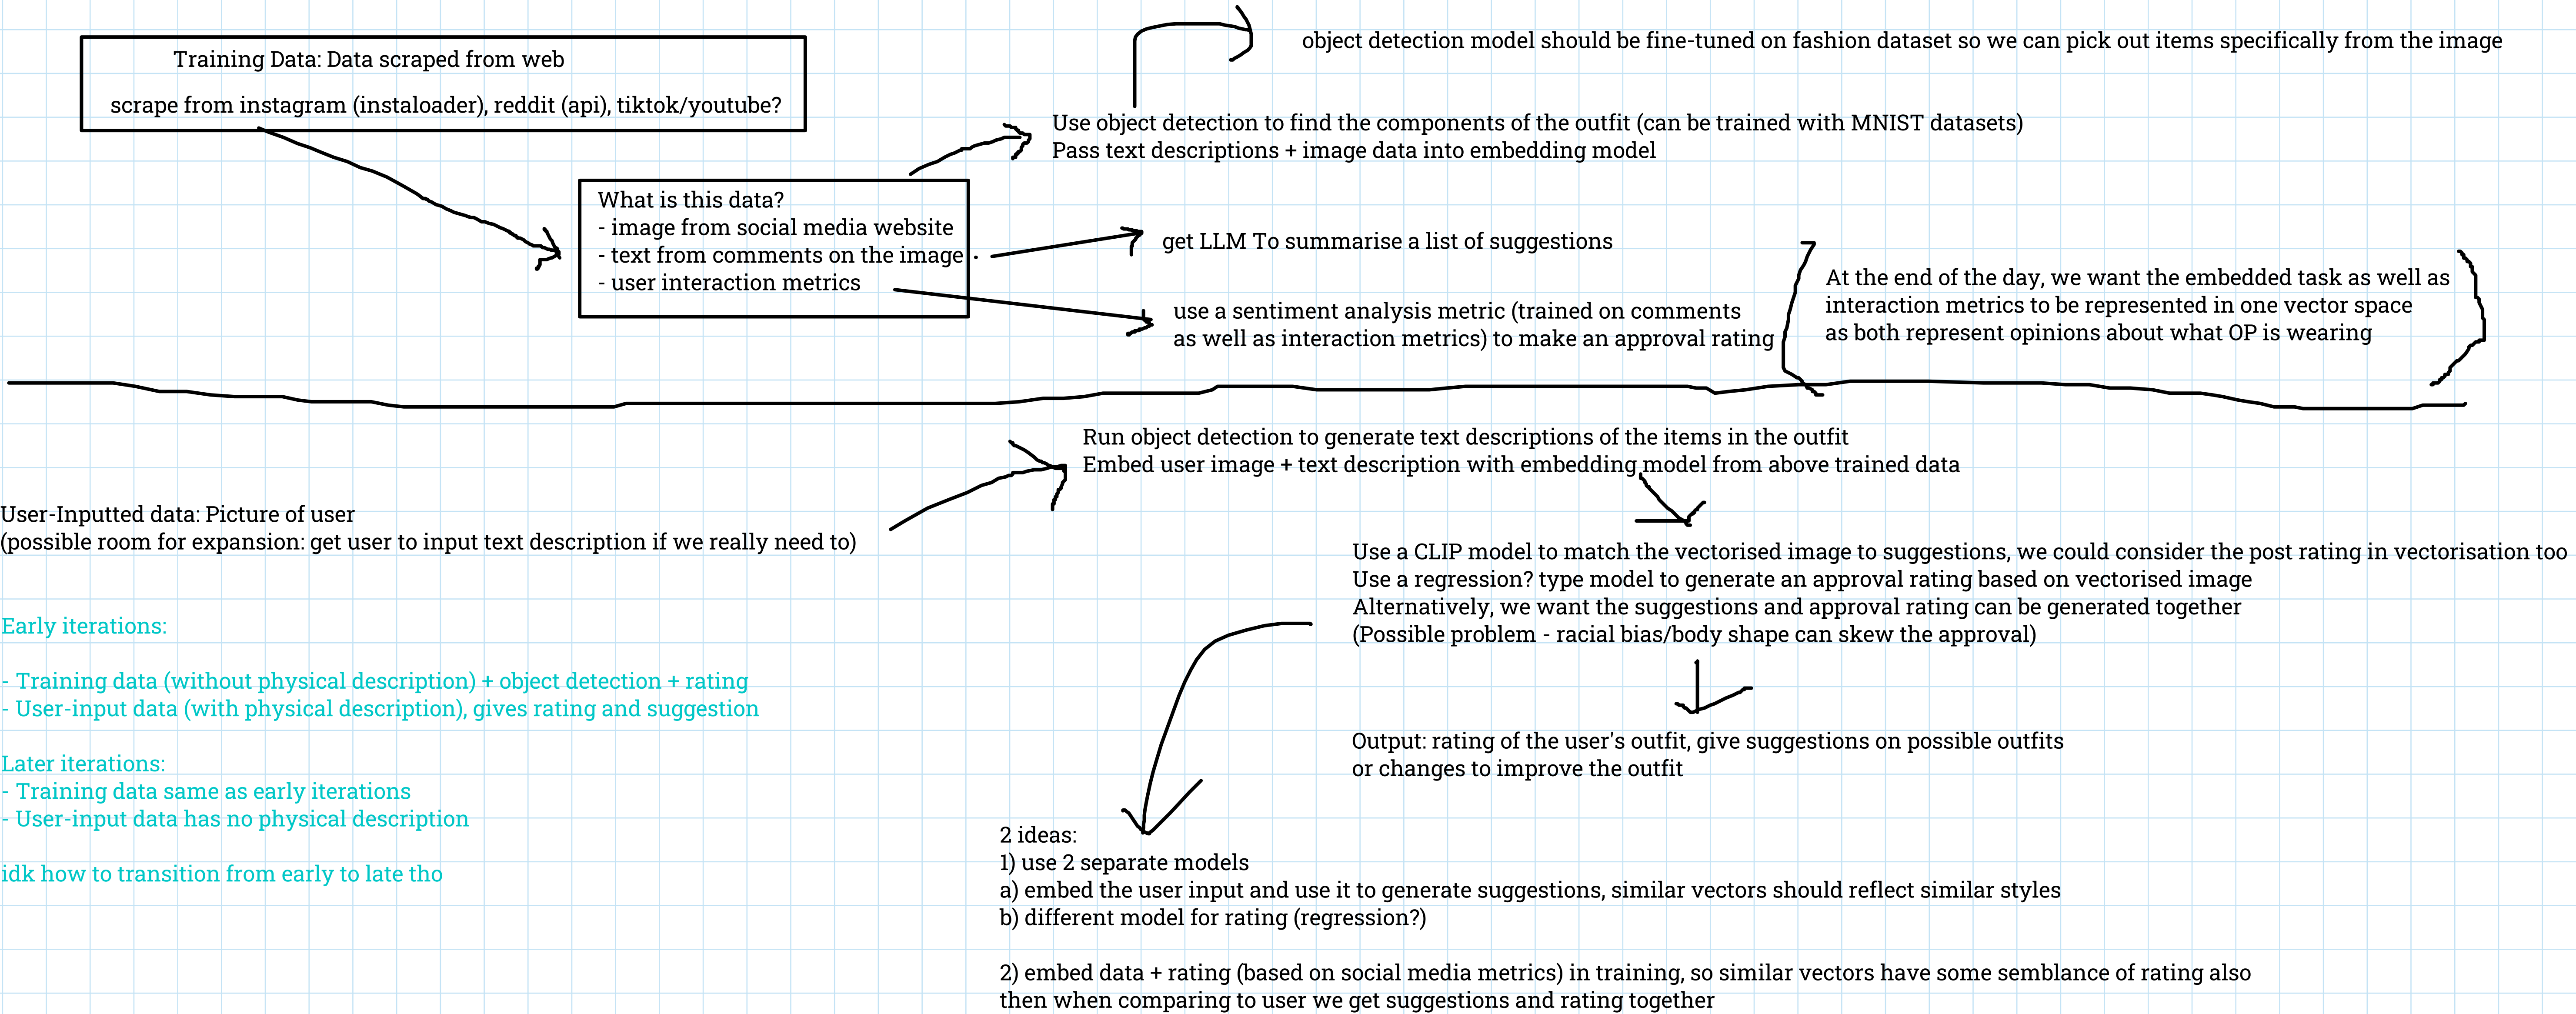 Training Data: Data scraped from web
scrape from instagram (instaloader), reddit (api), tiktok/youtube?
object detection model should be fine-tuned on fashion dataset so we can pick out items specifically from the image
Use object detection to find the components of the outfit (can be trained with MNIST datasets)
Pass text descriptions + image data into embedding model
What is this data?
- image from social media website
- text from comments on the image
- user interaction metrics
get LLM To summarise a list of suggestions
use a sentiment analysis metric (trained on comments
as well as interaction metrics) to make an approval rating
At the end of the day, we want the embedded task as well as
interaction metrics to be represented in one vector space
as both represent opinions about what OP is wearing
Run object detection to generate text descriptions of the items in the outfit
Embed user image + text description with embedding model from above trained data
User-Inputted data: Picture of user
(possible room for expansion: get user to input text description if we really need to)
Use a CLIP model to match the vectorised image to suggestions, we could consider the post rating in vectorisation too
Use a regression? type model to generate an approval rating based on vectorised image
Alternatively, we want the suggestions and approval rating can be generated together
(Possible problem - racial bias/body shape can skew the approval)
Early iterations:
- Training data (without physical description) + object detection + rating
- User-input data (with physical description), gives rating and suggestion
Later iterations:
- Training data same as early iterations
- User-input data has no physical description
idk how to transition from early to late tho
Output: rating of the user's outfit, give suggestions on possible outfits
or changes to improve the outfit
2 ideas:
1) use 2 separate models
a) embed the user input and use it to generate suggestions, similar vectors should reflect similar styles
b) different model for rating (regression?)
2) embed data + rating (based on social media metrics) in training, so similar vectors have some semblance of rating also
then when comparing to user we get suggestions and rating together